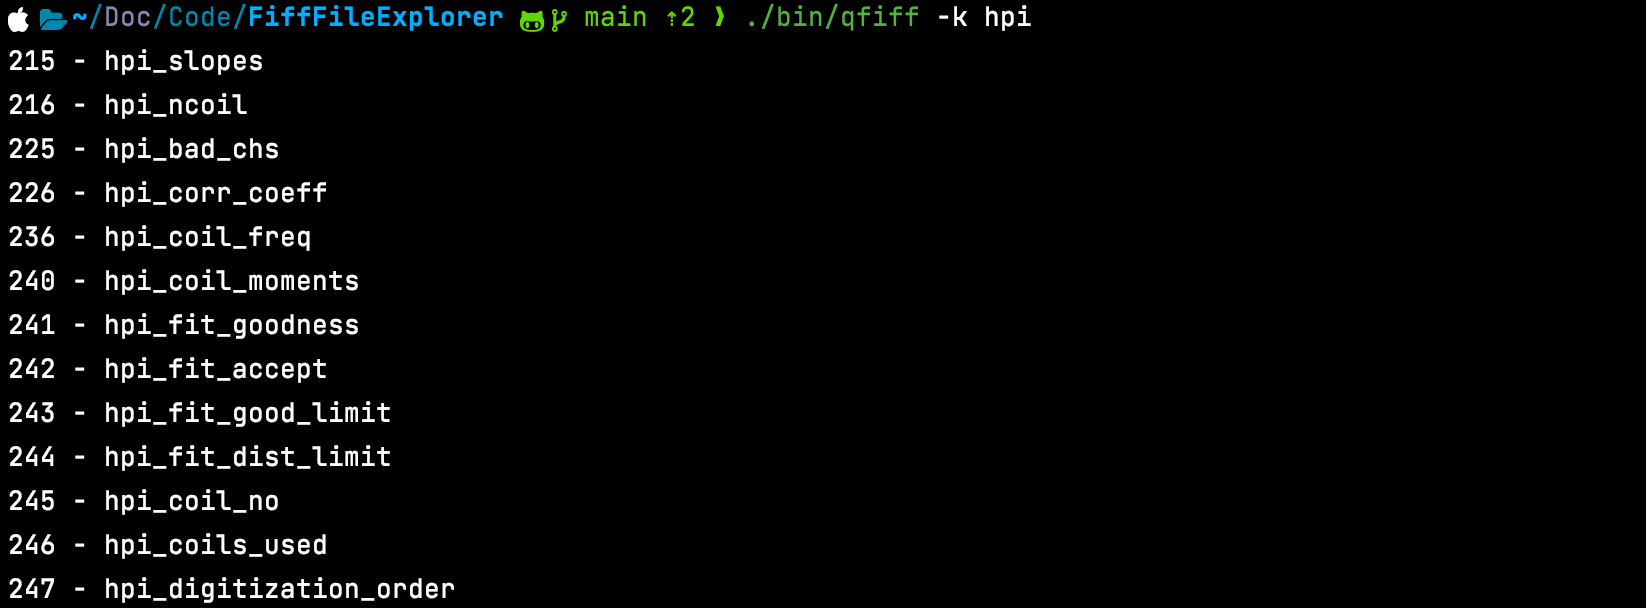 ~/Doc/Code/FiffFileExplorer main ⇡2 ❯ ./bin/qfiff -k hpi
215 - hpi_slopes
216 - hpi_ncoil
225 - hpi_bad_chs
226 - hpi_corr_coeff
236 - hpi_coil_freq
240 - hpi_coil_moments
241 - hpi_fit_goodness
242 - hpi_fit_accept
243 - hpi_fit_good_limit
244 - hpi_fit_dist_limit
245 - hpi_coil_no
246 - hpi_coils_used
247 - hpi_digitization_order